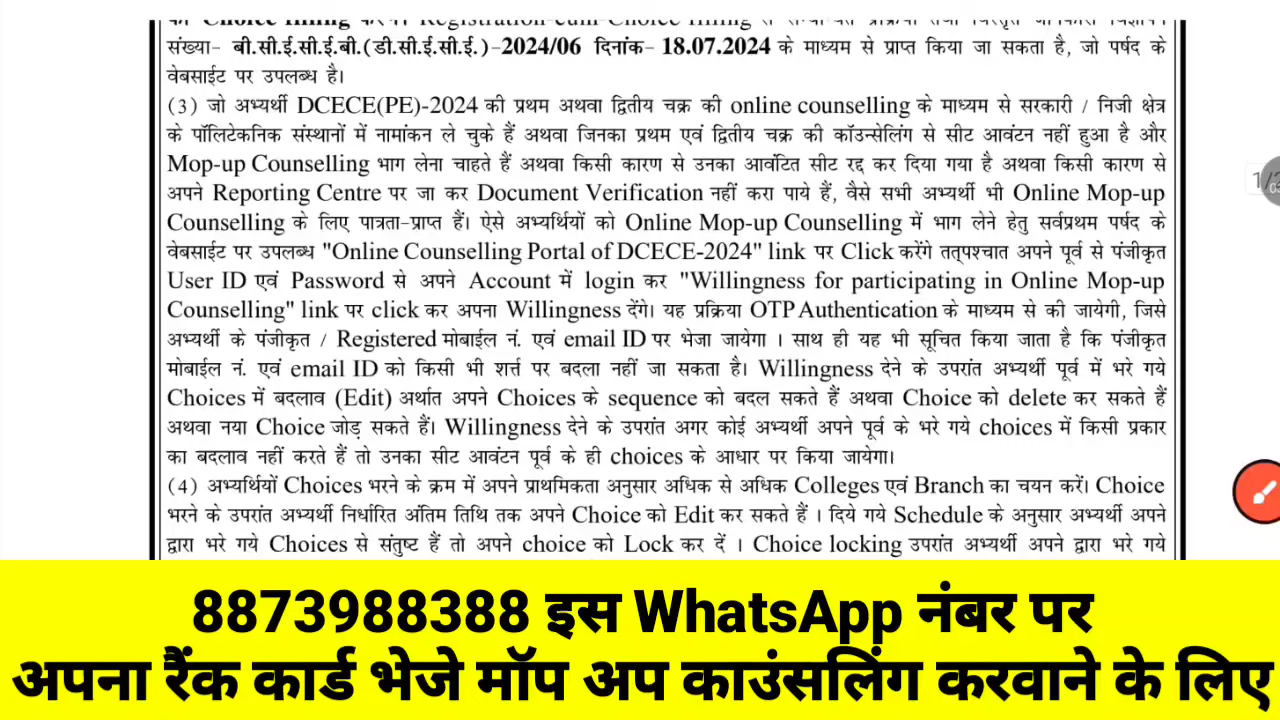 को Choice filling करेंगे। Registration-cum-Choice filling से
संख्या- बी.सी.ई.सी.ई.बी.(डी.सी.ई.सी.ई.)-2024/06 दिनांक- 18.07.2024 के माध्यम से प्राप्त किया जा सकता है, जो पर्षद के
वेबसाईट पर उपलब्ध है।
(3) जो अभ्यर्थी DCECE(PE)-2024 की प्रथम अथवा द्वितीय चक्र की online counselling के माध्यम से सरकारी / निजी क्षेत्र
के पॉलिटेकनिक संस्थानों में नामांकन ले चुके हैं अथवा जिनका प्रथम एवं द्वितीय चक्र की कॉउन्सेलिंग से सीट आवंटन नहीं हुआ है और
Mop-up Counselling भाग लेना चाहते हैं अथवा किसी कारण से उनका आवंटित सीट रद्द कर दिया गया है अथवा किसी कारण से
अपने Reporting Centre पर जा कर Document Verification नहीं करा पाये हैं, वैसे सभी अभ्यर्थी भी Online Mop-up
Counselling के लिए पात्रता-प्राप्त हैं। ऐसे अभ्यर्थियों को Online Mop-up Counselling में भाग लेने हेतु सर्वप्रथम पर्षद के
वेबसाईट पर उपलब्ध "Online Counselling Portal of DCECE-2024" link पर Click करेंगे तत्पश्चात अपने पूर्व से पंजीकृत
User ID एवं Password से अपने Account में login कर "Willingness for participating in Online Mop-up
Counselling" link पर click कर अपना Willingness देंगे। यह प्रक्रिया OTP Authentication के माध्यम से की जायेगी, जिसे
अभ्यर्थी के पंजीकृत / Registered मोबाईल नं. एवं email ID पर भेजा जायेगा । साथ ही यह भी सूचित किया जाता है कि पंजीकृत
मोबाईल नं. एवं email ID को किसी भी शर्त्त पर बदला नहीं जा सकता है। Willingness देने के उपरांत अभ्यर्थी पूर्व में भरे गये
Choices में बदलाव (Edit) अर्थात अपने Choices के sequence को बदल सकते हैं अथवा Choice को delete कर सकते हैं
अथवा नया Choice जोड़ सकते हैं। Willingness देने के उपरांत अगर कोई अभ्यर्थी अपने पूर्व के भरे गये choices में किसी प्रकार
का बदलाव नहीं करते हैं तो उनका सीट आवंटन पूर्व के ही choices के आधार पर किया जायेगा।
(4) अभ्यर्थियों Choices भरने के क्रम में अपने प्राथमिकता अनुसार अधिक से अधिक Colleges एवं Branch का चयन करें। Choice
भरने के उपरांत अभ्यर्थी निर्धारित अंतिम तिथि तक अपने Choice को Edit कर सकते हैं । दिये गये Schedule के अनुसार अभ्यर्थी अपने
द्वारा भरे गये Choices से संतुष्ट हैं तो अपने choice को Lock कर दें । Choice locking उपरांत अभ्यर्थी अपने द्वारा भरे गये
8873988388 इस WhatsApp नंबर पर
अपना रैंक कार्ड भेजे मॉप अप काउंसलिंग करवाने के लिए